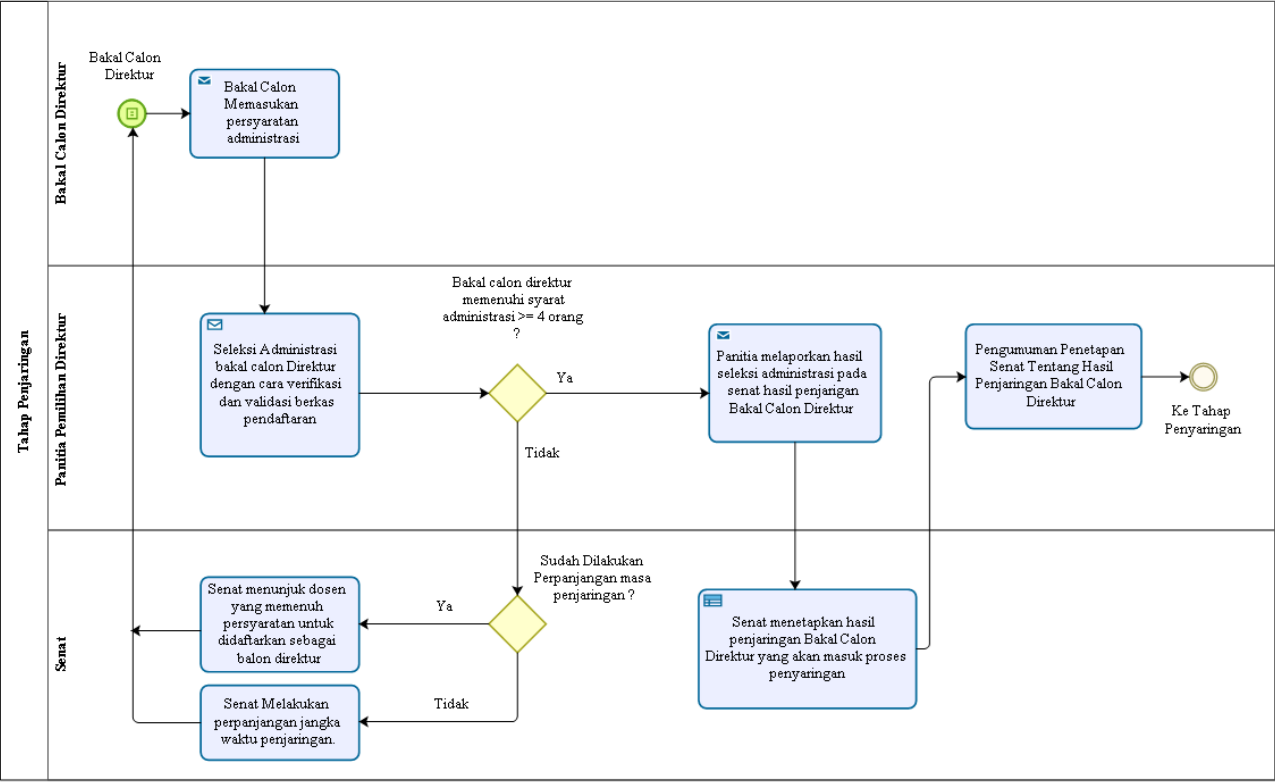 Tahap Penjaringan
Bakal Calon Direktur
Bakal Calon
Direktur
Bakal Calon
Memasukan
persyaratan
administrasi
Panitia Pemilihan Direktur
Seleksi Administrasi
bakal calon Direktur
dengan cara verifikasi
dan validasi berkas
pendaftaran
Bakal calon direktur
memenuhi syarat
administrasi >= 4 orang
?
Ya
Tidak
Panitia melaporkan hasil
seleksi administrasi pada
senat hasil penjarigan
Bakal Calon Direktur
Pengumuman Penetapan
Senat Tentang Hasil
Penjaringan Bakal Calon
Direktur
Ke Tahap
Penyaringan
Senat
Sudah Dilakukan
Perpanjangan masa
penjaringan ?
Ya
Tidak
Senat menunjuk dosen
yang memenuh
persyaratan untuk
didaftarkan sebagai
balon direktur
Senat Melakukan
perpanjangan jangka
waktu penjaringan.
Senat menetapkan hasil
penjaringan Bakal Calon
Direktur yang akan masuk proses
penyaringan